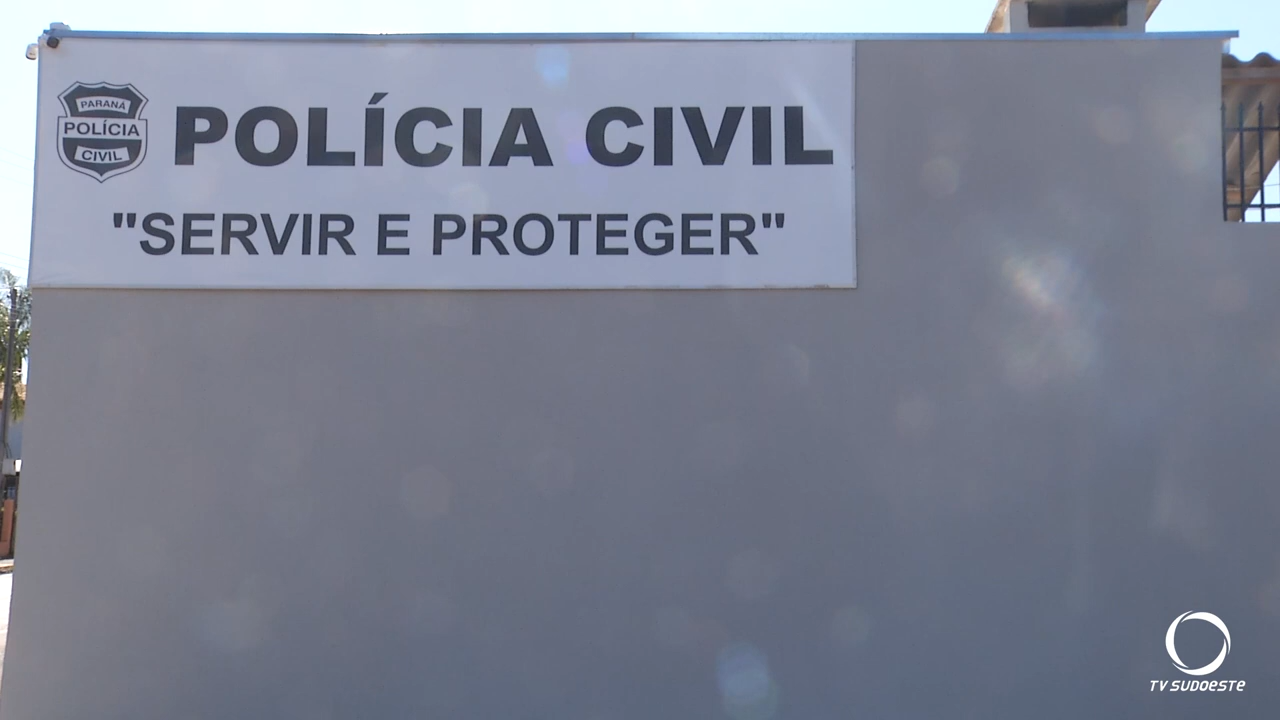 PARANÁ
POLÍCIA
CIVIL
POLÍCIA CIVIL
"SERVIR E PROTEGER"
TV SUDOESTE